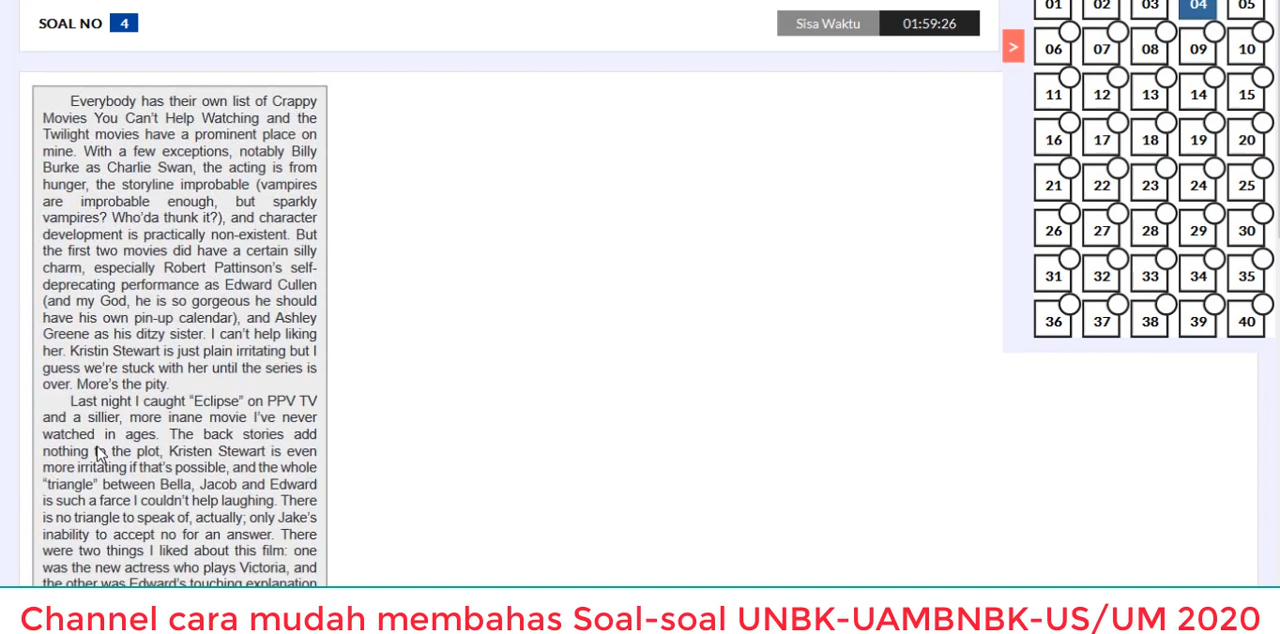 SOAL NO 4
Sisa Waktu 01:59:26
01 02 03 04 05
> 06 07 08 09 10
11 12 13 14 15
16 17 18 19 20
21 22 23 24 25
26 27 28 29 30
31 32 33 34 35
36 37 38 39 40
Everybody has their own list of Crappy
Movies You Can't Help Watching and the
Twilight movies have a prominent place on
mine. With a few exceptions, notably Billy
Burke as Charlie Swan, the acting is from
hunger, the storyline improbable (vampires
are improbable enough, but sparkly
vampires? Who'da thunk it?), and character
development is practically non-existent. But
the first two movies did have a certain silly
charm, especially Robert Pattinson's self-
deprecating performance as Edward Cullen
(and my God, he is so gorgeous he should
have his own pin-up calendar), and Ashley
Greene as his ditzy sister. I can't help liking
her. Kristin Stewart is just plain irritating but I
guess we're stuck with her until the series is
over. More's the pity.
Last night I caught “Eclipse” on PPV TV
and a sillier, more inane movie I've never
watched in ages. The back stories add
nothing to the plot, Kristen Stewart is even
more irritating if that's possible, and the whole
“triangle” between Bella, Jacob and Edward
is such a farce I couldn't help laughing. There
is no triangle to speak of, actually; only Jake's
inability to accept no for an answer. There
were two things I liked about this film: one
was the new actress who plays Victoria, and
the other was Edward's touching explanation
Channel cara mudah membahas Soal-soal UNBK-UAMBNBK-US/UM 2020